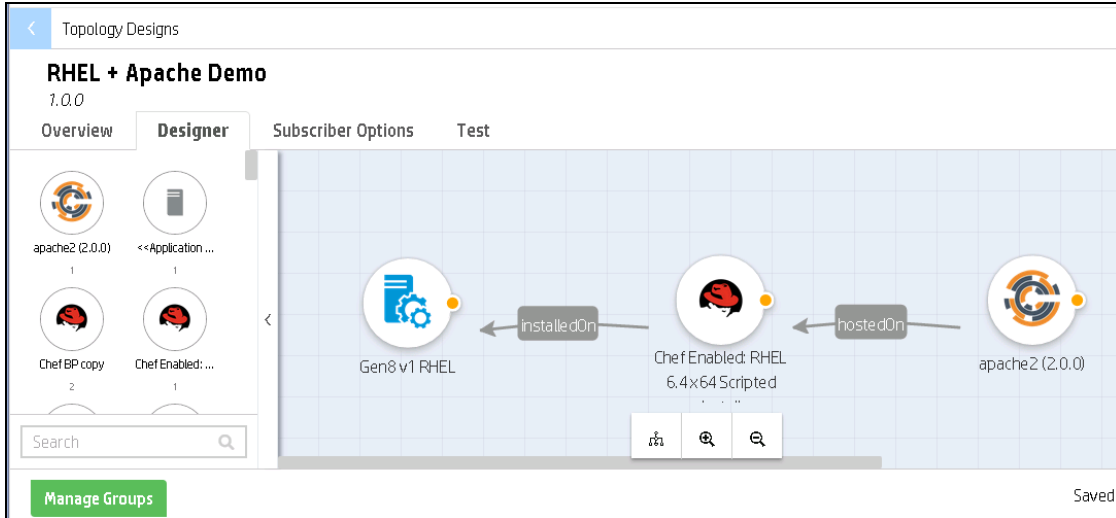 Topology Designs
RHEL + Apache Demo
1.0.0
Overview
Designer
Subscriber Options
Test
apache2 (2.0.0)
1
<<Application ...
1
Chef BP copy
2
Chef Enabled: ...
1
Search
Gen8 v1 RHEL
installedOn
Chef Enabled: RHEL
6.4 x64 Scripted
hostedOn
apache2 (2.0.0)
Manage Groups
Saved